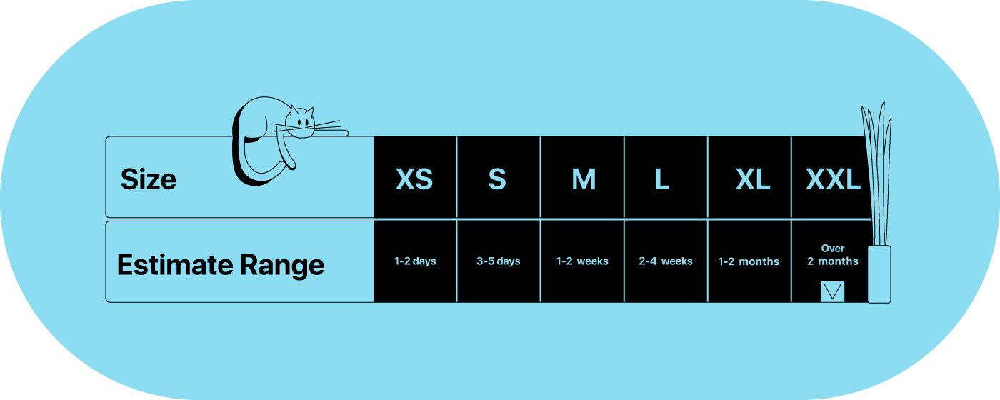 Size XS S M L XL XXL
Estimate Range 1-2 days 3-5 days 1-2 weeks 2-4 weeks 1-2 months Over
2 months